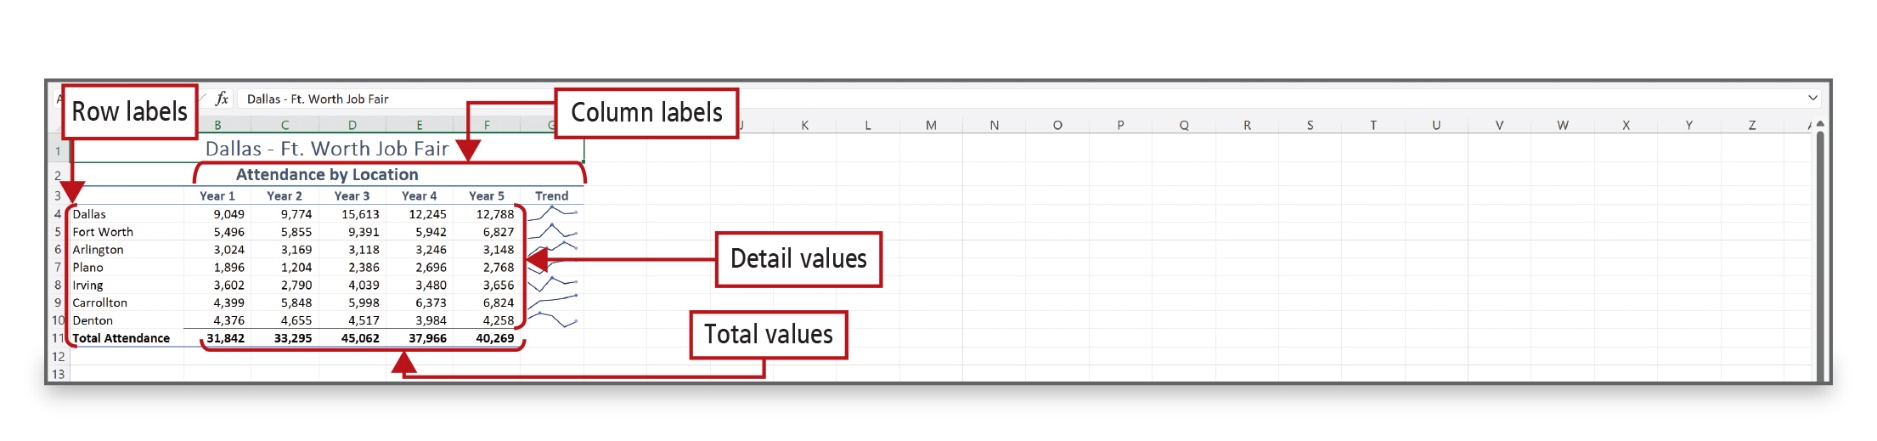 Row labels
fx Dallas - Ft. Worth Job Fair
Column labels
B C D E F G J K L M N O P Q R S T U V W X Y Z
1 Dallas - Ft. Worth Job Fair
2 Attendance by Location
3 Year 1 Year 2 Year 3 Year 4 Year 5 Trend
4 Dallas 9,049 9,774 15,613 12,245 12,788
5 Fort Worth 5,496 5,855 9,391 5,942 6,827
6 Arlington 3,024 3,169 3,118 3,246 3,148
7 Plano 1,896 1,204 2,386 2,696 2,768
8 Irving 3,602 2,790 4,039 3,480 3,656
9 Carrollton 4,399 5,848 5,998 6,373 6,824
10 Denton 4,376 4,655 4,517 3,984 4,258
11 Total Attendance 31,842 33,295 45,062 37,966 40,269
12
13
Detail values
Total values